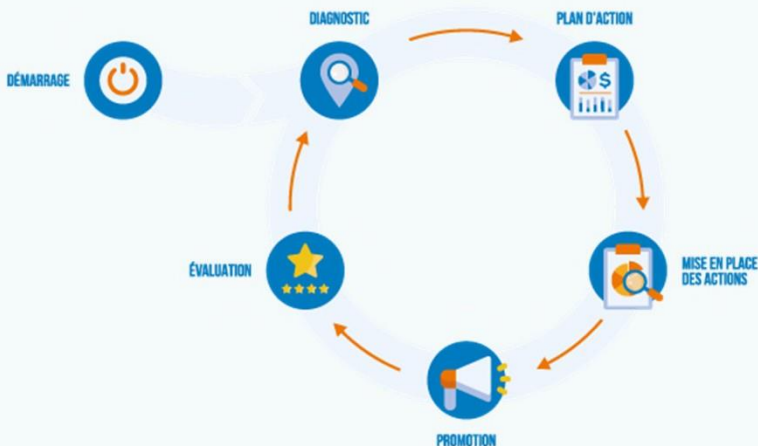 DIAGNOSTIC
PLAN D'ACTION
DÉMARRAGE
$
ÉVALUATION
MISE EN PLACE
DES ACTIONS
PROMOTION